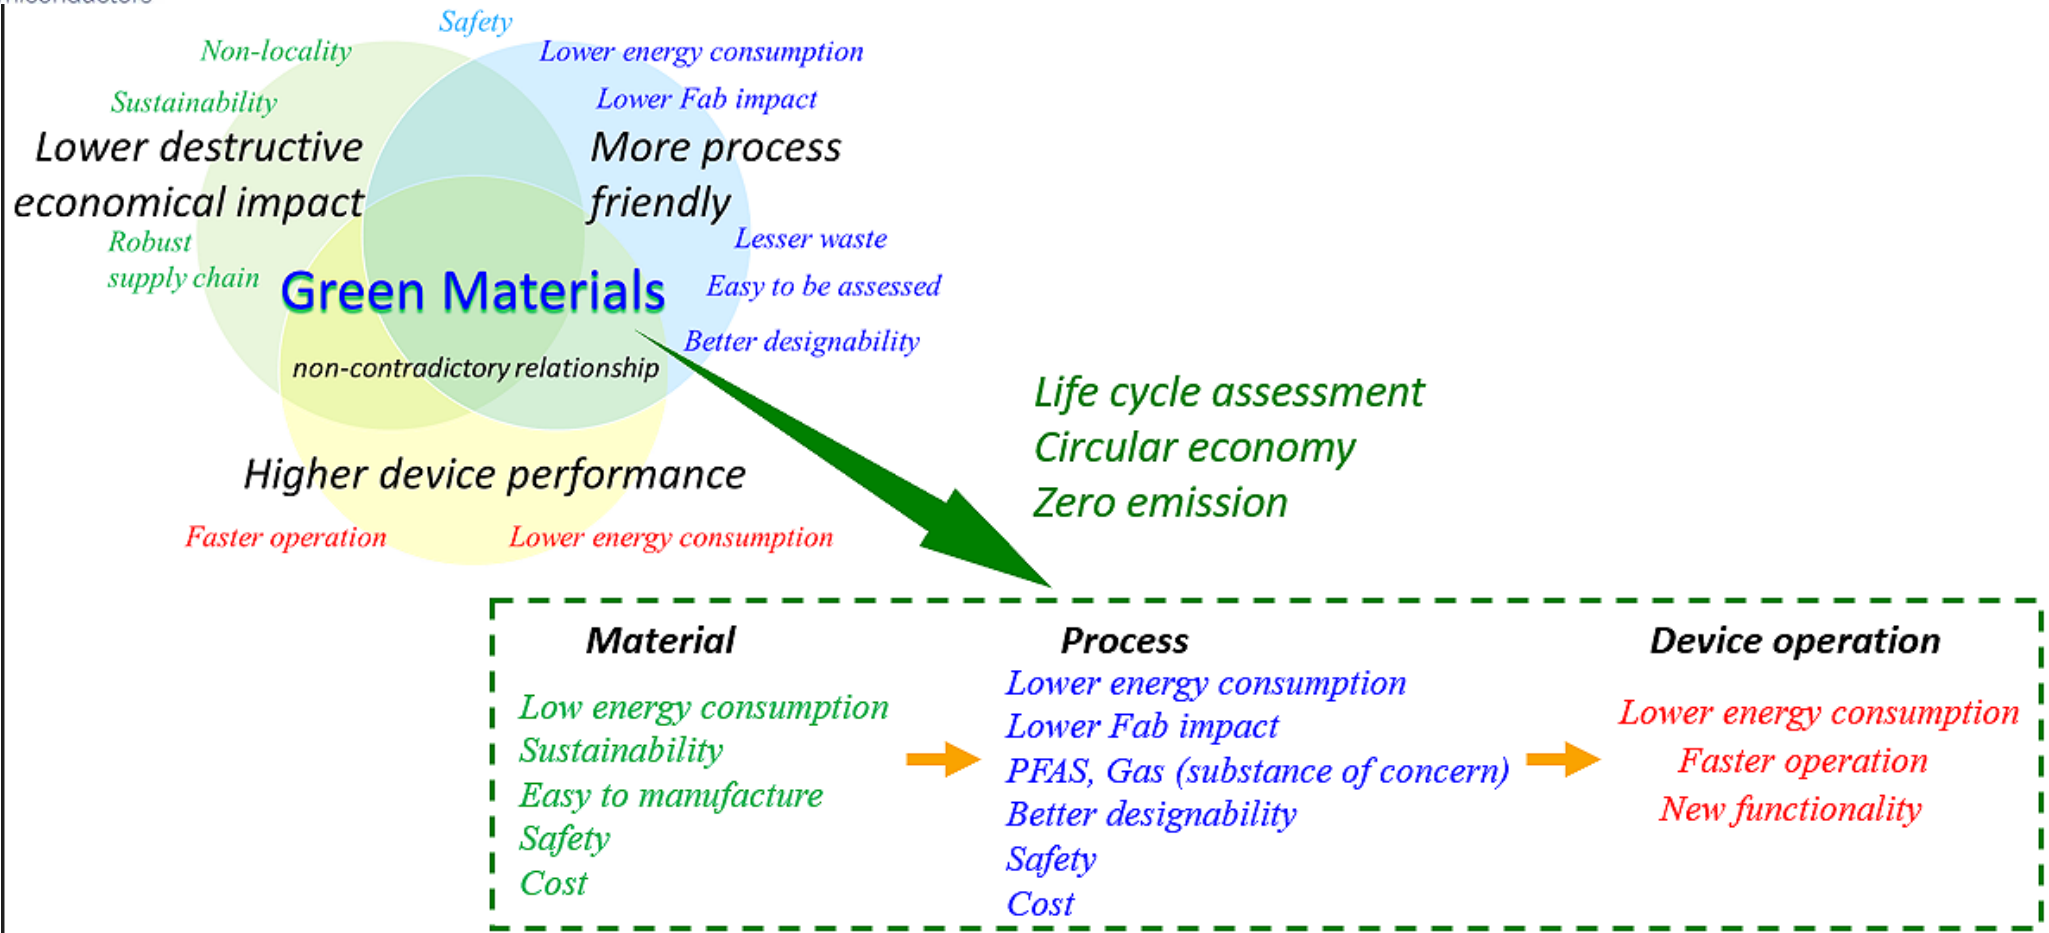 Safety
Non-locality
Lower energy consumption
Sustainability
Lower Fab impact
Lower destructive
economical impact
More process
friendly
Robust
supply chain
Lesser waste
Green Materials
Easy to be assessed
Better designability
non-contradictory relationship
Higher device performance
Faster operation
Lower energy consumption
Life cycle assessment
Circular economy
Zero emission
Material
Low energy consumption
Sustainability
Easy to manufacture
Safety
Cost
Process
Lower energy consumption
Lower Fab impact
PFAS, Gas (substance of concern)
Better designability
Safety
Cost
Device operation
Lower energy consumption
Faster operation
New functionality